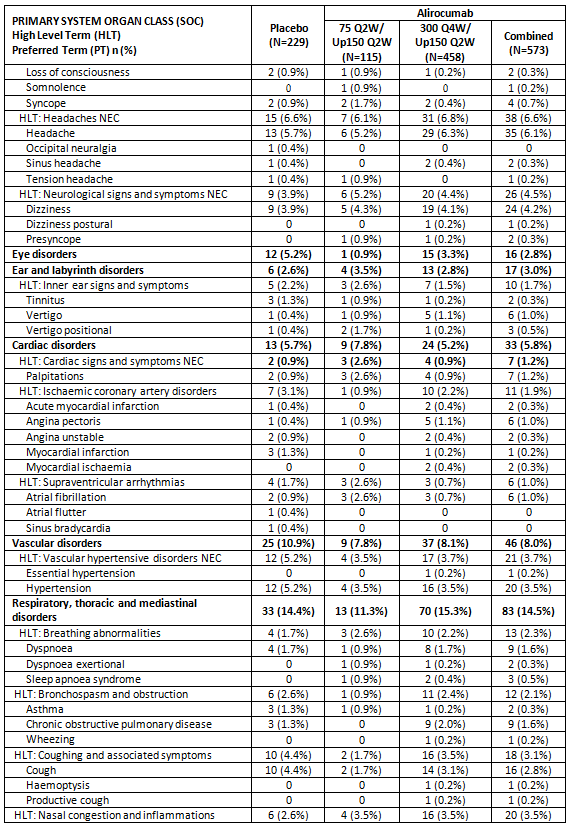 PRIMARY SYSTEM ORGAN CLASS (SOC)
High Level Term (HLT)
Preferred Term (PT) n (%)
Placebo
(N=229)
Alirocumab
75 Q2W/
Up150 Q2W
(N=115)
300 Q4W/
Up150 Q2W
(N=458)
Combined
(N=573)
Loss of consciousness 2 (0.9%) 1 (0.9%) 1 (0.2%) 2 (0.3%)
Somnolence 0 1 (0.9%) 0 1 (0.2%)
Syncope 2 (0.9%) 2 (1.7%) 2 (0.4%) 4 (0.7%)
HLT: Headaches NEC 15 (6.6%) 7 (6.1%) 31 (6.8%) 38 (6.6%)
Headache 13 (5.7%) 6 (5.2%) 29 (6.3%) 35 (6.1%)
Occipital neuralgia 1 (0.4%) 0 0 0
Sinus headache 1 (0.4%) 0 2 (0.4%) 2 (0.3%)
Tension headache 1 (0.4%) 1 (0.9%) 0 1 (0.2%)
HLT: Neurological signs and symptoms NEC 9 (3.9%) 6 (5.2%) 20 (4.4%) 26 (4.5%)
Dizziness 9 (3.9%) 5 (4.3%) 19 (4.1%) 24 (4.2%)
Dizziness postural 0 0 1 (0.2%) 1 (0.2%)
Presyncope 0 1 (0.9%) 1 (0.2%) 2 (0.3%)
Eye disorders 12 (5.2%) 1 (0.9%) 15 (3.3%) 16 (2.8%)
Ear and labyrinth disorders 6 (2.6%) 4 (3.5%) 13 (2.8%) 17 (3.0%)
HLT: Inner ear signs and symptoms 5 (2.2%) 3 (2.6%) 7 (1.5%) 10 (1.7%)
Tinnitus 3 (1.3%) 1 (0.9%) 1 (0.2%) 2 (0.3%)
Vertigo 1 (0.4%) 1 (0.9%) 5 (1.1%) 6 (1.0%)
Vertigo positional 1 (0.4%) 2 (1.7%) 1 (0.2%) 3 (0.5%)
Cardiac disorders 13 (5.7%) 9 (7.8%) 24 (5.2%) 33 (5.8%)
HLT: Cardiac signs and symptoms NEC 2 (0.9%) 3 (2.6%) 4 (0.9%) 7 (1.2%)
Palpitations 2 (0.9%) 3 (2.6%) 4 (0.9%) 7 (1.2%)
HLT: Ischaemic coronary artery disorders 7 (3.1%) 1 (0.9%) 10 (2.2%) 11 (1.9%)
Acute myocardial infarction 1 (0.4%) 0 2 (0.4%) 2 (0.3%)
Angina pectoris 1 (0.4%) 1 (0.9%) 5 (1.1%) 6 (1.0%)
Angina unstable 2 (0.9%) 0 2 (0.4%) 2 (0.3%)
Myocardial infarction 3 (1.3%) 0 1 (0.2%) 1 (0.2%)
Myocardial ischaemia 0 0 2 (0.4%) 2 (0.3%)
HLT: Supraventricular arrhythmias 4 (1.7%) 3 (2.6%) 3 (0.7%) 6 (1.0%)
Atrial fibrillation 2 (0.9%) 3 (2.6%) 3 (0.7%) 6 (1.0%)
Atrial flutter 1 (0.4%) 0 0 0
Sinus bradycardia 1 (0.4%) 0 0 0
Vascular disorders 25 (10.9%) 9 (7.8%) 37 (8.1%) 46 (8.0%)
HLT: Vascular hypertensive disorders NEC 12 (5.2%) 4 (3.5%) 17 (3.7%) 21 (3.7%)
Essential hypertension 0 0 1 (0.2%) 1 (0.2%)
Hypertension 12 (5.2%) 4 (3.5%) 16 (3.5%) 20 (3.5%)
Respiratory, thoracic and mediastinal
disorders 33 (14.4%) 13 (11.3%) 70 (15.3%) 83 (14.5%)
HLT: Breathing abnormalities 4 (1.7%) 3 (2.6%) 10 (2.2%) 13 (2.3%)
Dyspnoea 4 (1.7%) 1 (0.9%) 8 (1.7%) 9 (1.6%)
Dyspnoea exertional 0 1 (0.9%) 1 (0.2%) 2 (0.3%)
Sleep apnoea syndrome 0 1 (0.9%) 2 (0.4%) 3 (0.5%)
HLT: Bronchospasm and obstruction 6 (2.6%) 1 (0.9%) 11 (2.4%) 12 (2.1%)
Asthma 3 (1.3%) 1 (0.9%) 1 (0.2%) 2 (0.3%)
Chronic obstructive pulmonary disease 3 (1.3%) 0 9 (2.0%) 9 (1.6%)
Wheezing 0 0 1 (0.2%) 1 (0.2%)
HLT: Coughing and associated symptoms 10 (4.4%) 2 (1.7%) 16 (3.5%) 18 (3.1%)
Cough 10 (4.4%) 2 (1.7%) 14 (3.1%) 16 (2.8%)
Haemoptysis 0 0 1 (0.2%) 1 (0.2%)
Productive cough 0 0 1 (0.2%) 1 (0.2%)
HLT: Nasal congestion and inflammations 6 (2.6%) 4 (3.5%) 16 (3.5%) 20 (3.5%)